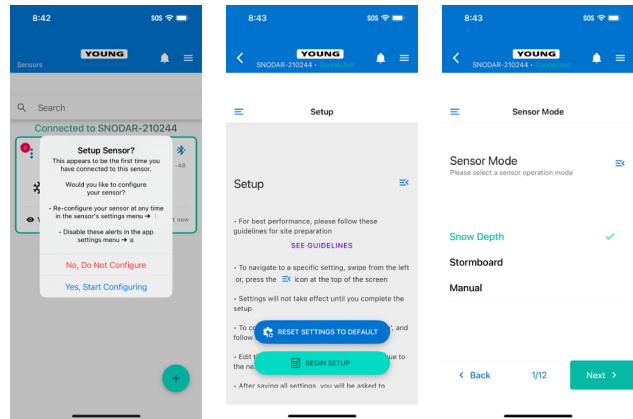 8:42
SOS
YOUNG
Sensors
Search
Connected to SNODAR-210244
Setup Sensor?
This appears to be the first time you
have connected to this sensor.
Would you like to configure
your sensor?
• Re-configure your sensor at any time
in the sensor's settings menu ➔ ⋮
• Disable these alerts in the app
settings menu ➔ ≡
No, Do Not Configure
Yes, Start Configuring
-48
t now
+
8:43
SOS
YOUNG
SNODAR-210244 • Connected
Setup
Setup
• For best performance, please follow these
guidelines for site preparation
SEE GUIDELINES
• To navigate to a specific setting, swipe from the left
or, press the icon at the top of the screen
• Settings will not take effect until you complete the
setup
• To co
', and
follow
RESET SETTINGS TO DEFAULT
• Edit t
ue to
the ne
BEGIN SETUP
• After saving all settings, you will be asked to
8:43
SOS
YOUNG
SNODAR-210244 • Connected
Sensor Mode
Sensor Mode
Please select a sensor operation mode
Snow Depth
Stormboard
Manual
< Back
1/12
Next >